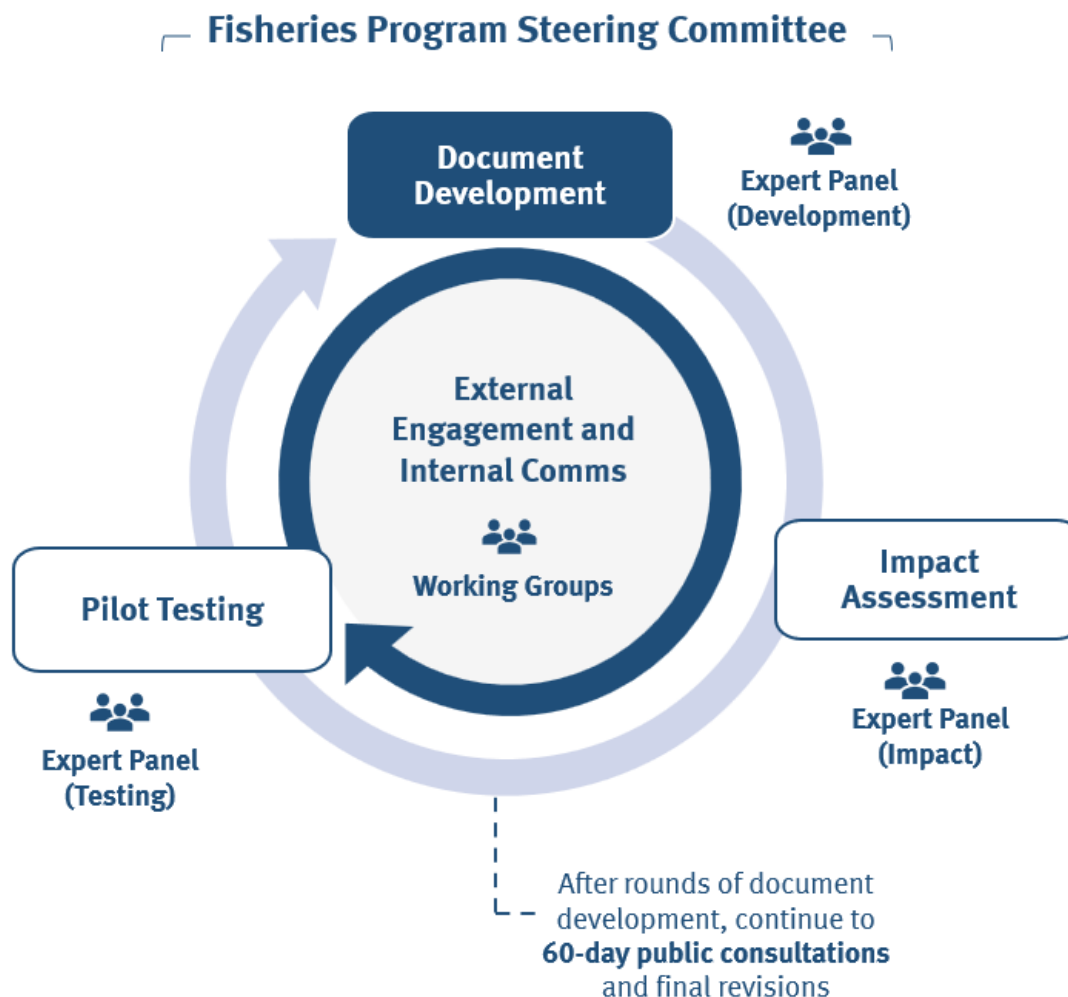 Fisheries Program Steering Committee
Document
Development
Expert Panel
(Development)
External
Engagement and
Internal Comms
Working Groups
Pilot Testing
Impact
Assessment
Expert Panel
(Testing)
Expert Panel
(Impact)
After rounds of document
development, continue to
60-day public consultations
and final revisions